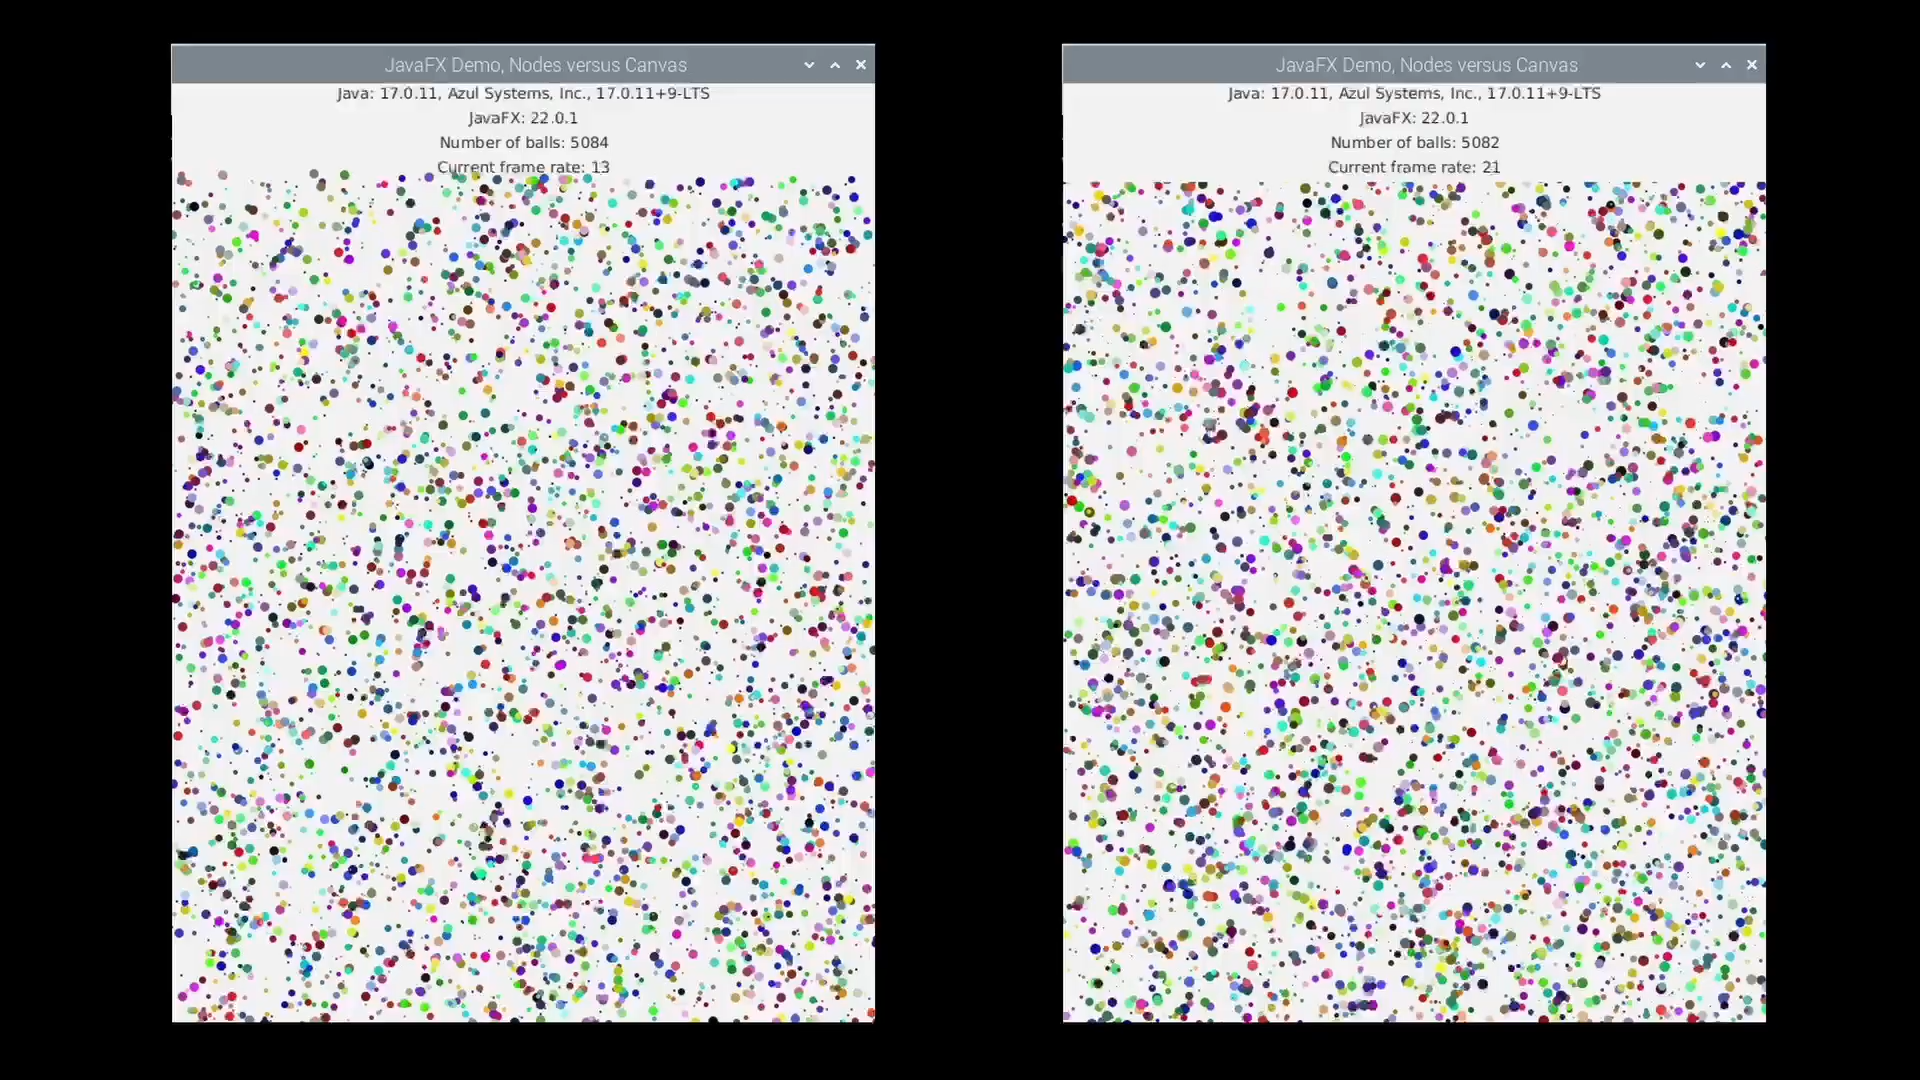 JavaFX Demo, Nodes versus Canvas
Java: 17.0.11, Azul Systems, Inc., 17.0.11+9-LTS
JavaFX: 22.0.1
Number of balls: 5084
Current frame rate: 13
JavaFX Demo, Nodes versus Canvas
Java: 17.0.11, Azul Systems, Inc., 17.0.11+9-LTS
JavaFX: 22.0.1
Number of balls: 5082
Current frame rate: 21